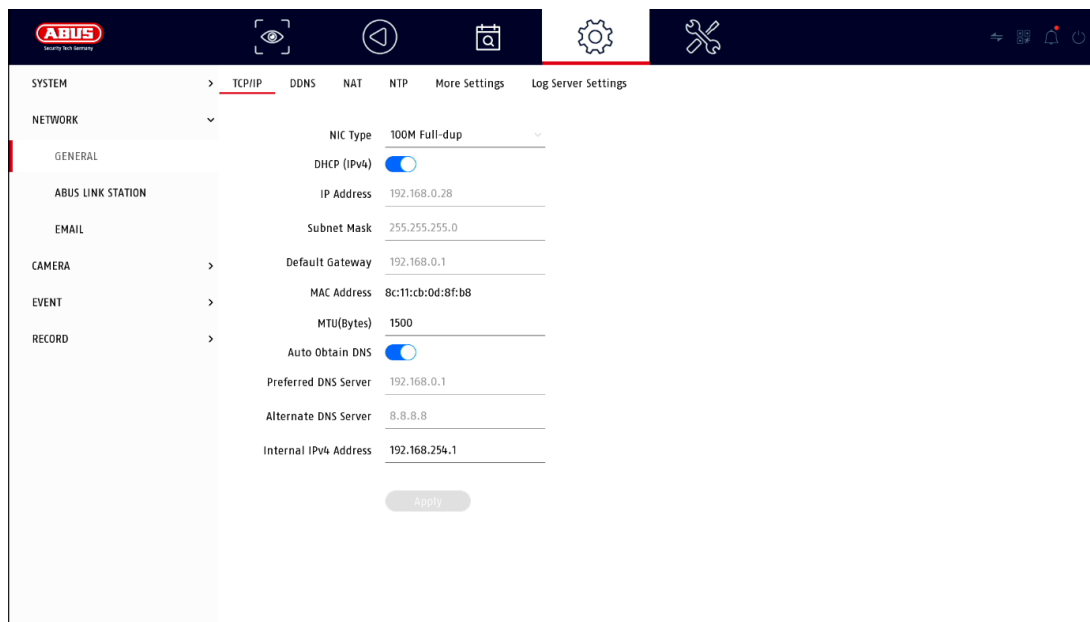 ABUS
Security Tech Germany
SYSTEM
TCP/IP DDNS NAT NTP More Settings Log Server Settings
NETWORK
NIC Type 100M Full-dup
GENERAL
DHCP (IPv4)
ABUS LINK STATION
IP Address 192.168.0.28
EMAIL
Subnet Mask 255.255.255.0
CAMERA
Default Gateway 192.168.0.1
EVENT
MAC Address 8c:11:cb:0d:8f:b8
MTU(Bytes) 1500
RECORD
Auto Obtain DNS
Preferred DNS Server 192.168.0.1
Alternate DNS Server 8.8.8.8
Internal IPv4 Address 192.168.254.1
Apply